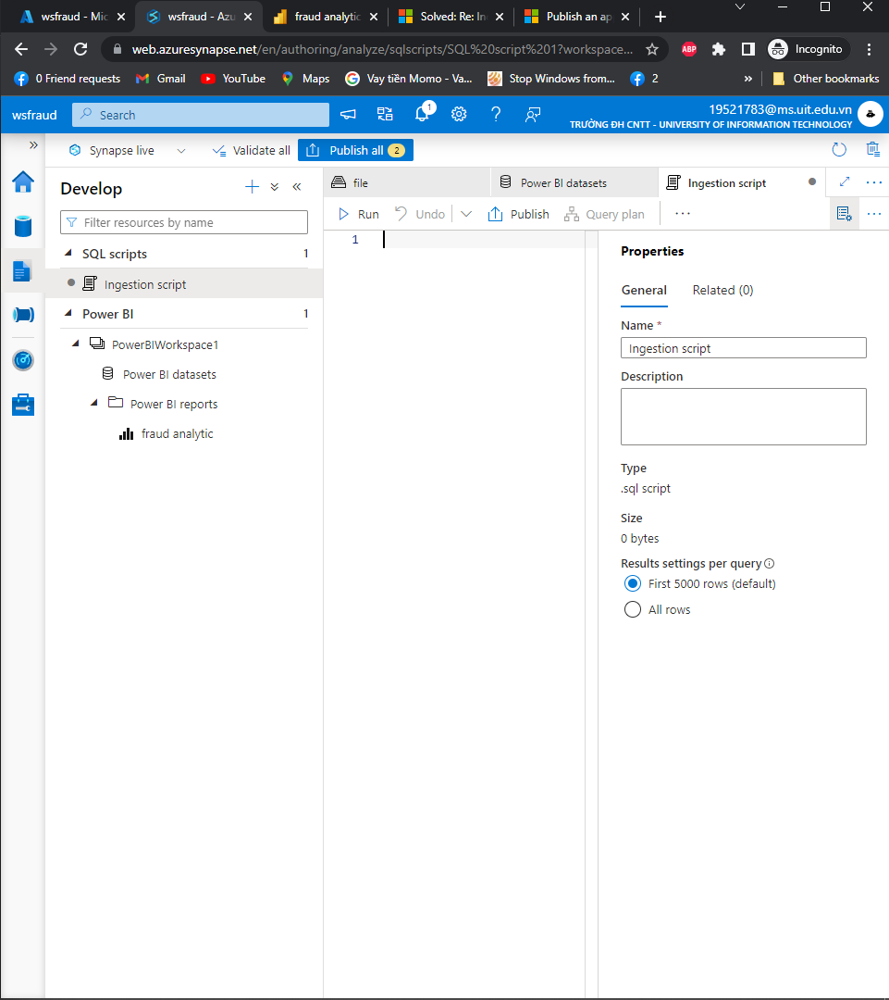 wsfraud - Mic
wsfraud - Azu
fraud analytic
Solved: Re: In
Publish an ap
web.azuresynapse.net/en/authoring/analyze/sqlscripts/SQL%20script%201?workspace...
ABP
Incognito
0 Friend requests
Gmail
YouTube
Maps
Vay tiền Momo - Va...
Stop Windows from...
2
»
Other bookmarks
wsfraud
Search
1
19521783@ms.uit.edu.vn
TRƯỜNG ĐH CNTT - UNIVERSITY OF INFORMATION TECHNOLOGY
Synapse live
Validate all
Publish all 2
Develop
Filter resources by name
SQL scripts 1
Ingestion script
Power BI 1
PowerBIWorkspace1
Power BI datasets
Power BI reports
fraud analytic
file
Power BI datasets
Ingestion script
Run
Undo
Publish
Query plan
1
Properties
General
Related (0)
Name *
Ingestion script
Description
Type
.sql script
Size
0 bytes
Results settings per query
First 5000 rows (default)
All rows